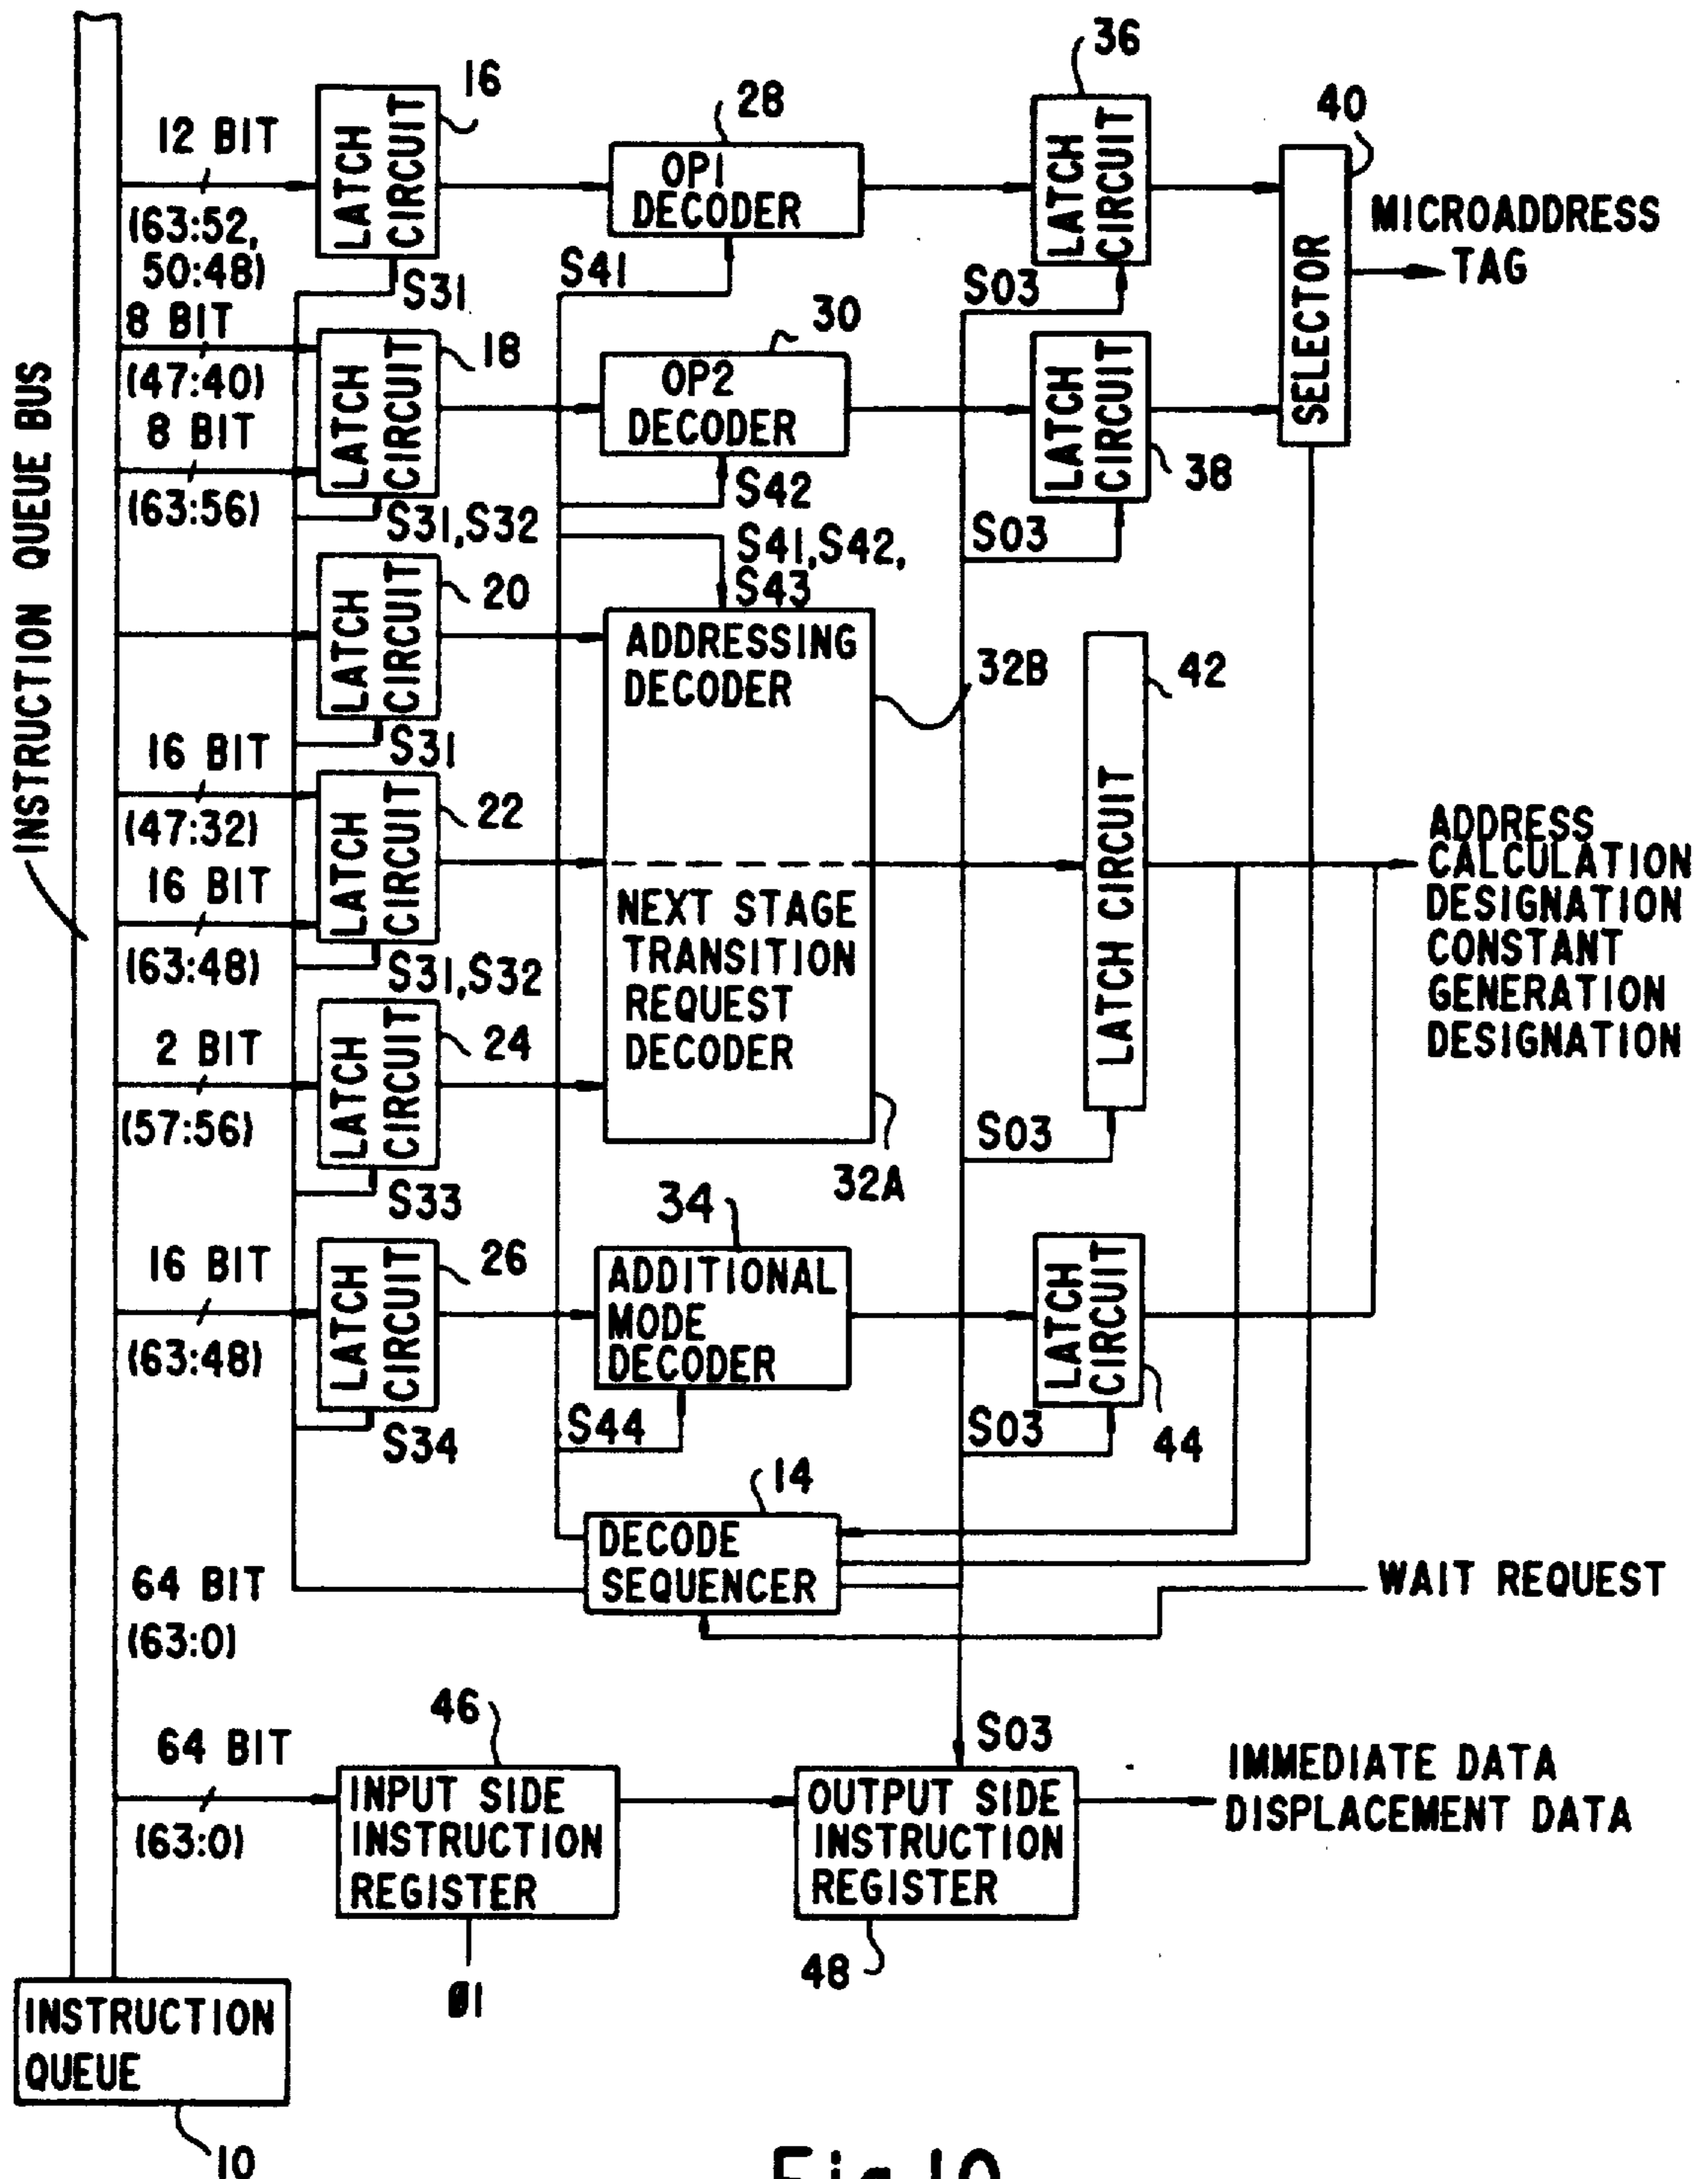 36
16
28
40
12 BIT
LATCH
CIRCUIT
OP1
DECODER
LATCH
CIRCUIT
MICROADDRESS
TAG
(63:52,
50:48)
S31
S41
S03
SELECTOR
8 BIT
30
18
(47:40)
LATCH
CIRCUIT
OP2
DECODER
LATCH
CIRCUIT
38
8 BIT
(63:56)
S31,S32
S42
S03
S41,S42,
S43
INSTRUCTION QUEUE BUS
LATCH
CIRCUIT
20
ADDRESSING
DECODER
32B
42
S31
16 BIT
(47:32)
LATCH
CIRCUIT
22
LATCH CIRCUIT
ADDRESS
CALCULATION
DESIGNATION
CONSTANT
GENERATION
DESIGNATION
16 BIT
(63:48)
S31,S32
NEXT STAGE
TRANSITION
REQUEST
DECODER
2 BIT
(57:56)
LATCH
CIRCUIT
24
S33
S03
32A
34
16 BIT
(63:48)
LATCH
CIRCUIT
26
ADDITIONAL
MODE
DECODER
LATCH
CIRCUIT
S34
S44
S03
44
14
DECODE
SEQUENCER
64 BIT
(63:0)
WAIT REQUEST
46
S03
64 BIT
(63:0)
INPUT SIDE
INSTRUCTION
REGISTER
OUTPUT SIDE
INSTRUCTION
REGISTER
IMMEDIATE DATA
DISPLACEMENT DATA
ø1
48
INSTRUCTION
QUEUE
10
Fig.10